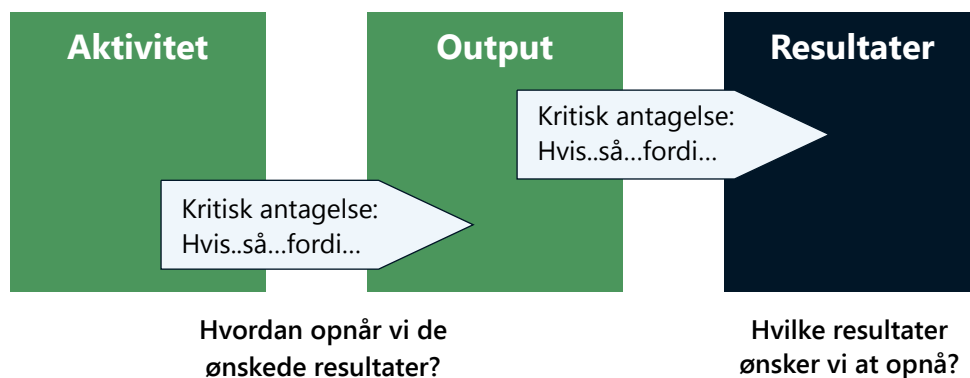 Aktivitet
Output
Resultater
Kritisk antagelse:
Hvis..så...fordi...
Kritisk antagelse:
Hvis..så...fordi...
Hvordan opnår vi de
ønskede resultater?
Hvilke resultater
ønsker vi at opnå?